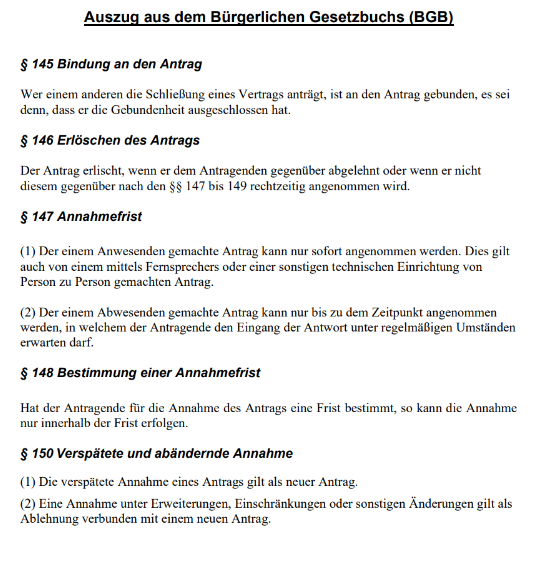 Auszug aus dem Bürgerlichen Gesetzbuchs (BGB)
§ 145 Bindung an den Antrag
Wer einem anderen die Schließung eines Vertrags anträgt, ist an den Antrag gebunden, es sei
denn, dass er die Gebundenheit ausgeschlossen hat.
§ 146 Erlöschen des Antrags
Der Antrag erlischt, wenn er dem Antragenden gegenüber abgelehnt oder wenn er nicht
diesem gegenüber nach den §§ 147 bis 149 rechtzeitig angenommen wird.
§ 147 Annahmefrist
(1) Der einem Anwesenden gemachte Antrag kann nur sofort angenommen werden. Dies gilt
auch von einem mittels Fernsprechers oder einer sonstigen technischen Einrichtung von
Person zu Person gemachten Antrag.
(2) Der einem Abwesenden gemachte Antrag kann nur bis zu dem Zeitpunkt angenommen
werden, in welchem der Antragende den Eingang der Antwort unter regelmäßigen Umständen
erwarten darf.
§ 148 Bestimmung einer Annahmefrist
Hat der Antragende für die Annahme des Antrags eine Frist bestimmt, so kann die Annahme
nur innerhalb der Frist erfolgen.
§ 150 Verspätete und abändernde Annahme
(1) Die verspätete Annahme eines Antrags gilt als neuer Antrag.
(2) Eine Annahme unter Erweiterungen, Einschränkungen oder sonstigen Änderungen gilt als
Ablehnung verbunden mit einem neuen Antrag.